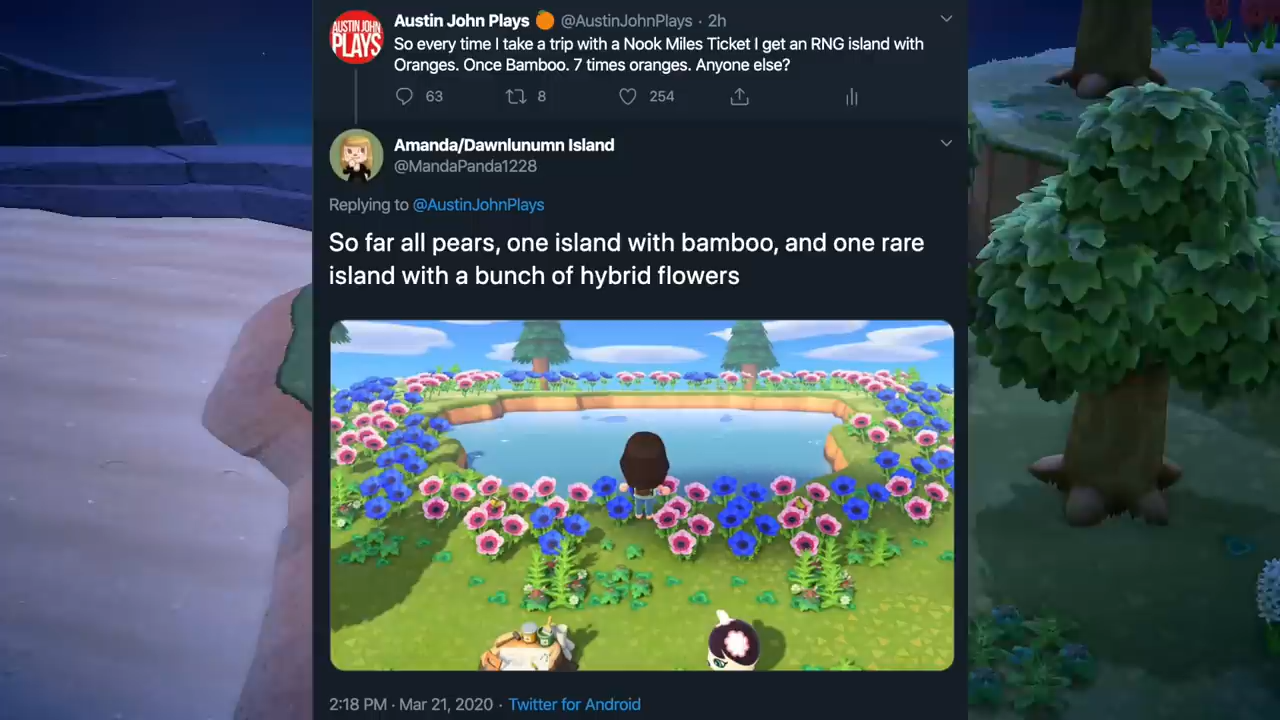 AUSTIN JOHN
PLAYS
Austin John Plays 🍊 @AustinJohnPlays · 2h
So every time I take a trip with a Nook Miles Ticket I get an RNG island with
Oranges. Once Bamboo. 7 times oranges. Anyone else?
63 8 254
Amanda/Dawnlunumn Island
@MandaPanda1228
Replying to @AustinJohnPlays
So far all pears, one island with bamboo, and one rare
island with a bunch of hybrid flowers
2:18 PM · Mar 21, 2020 · Twitter for Android